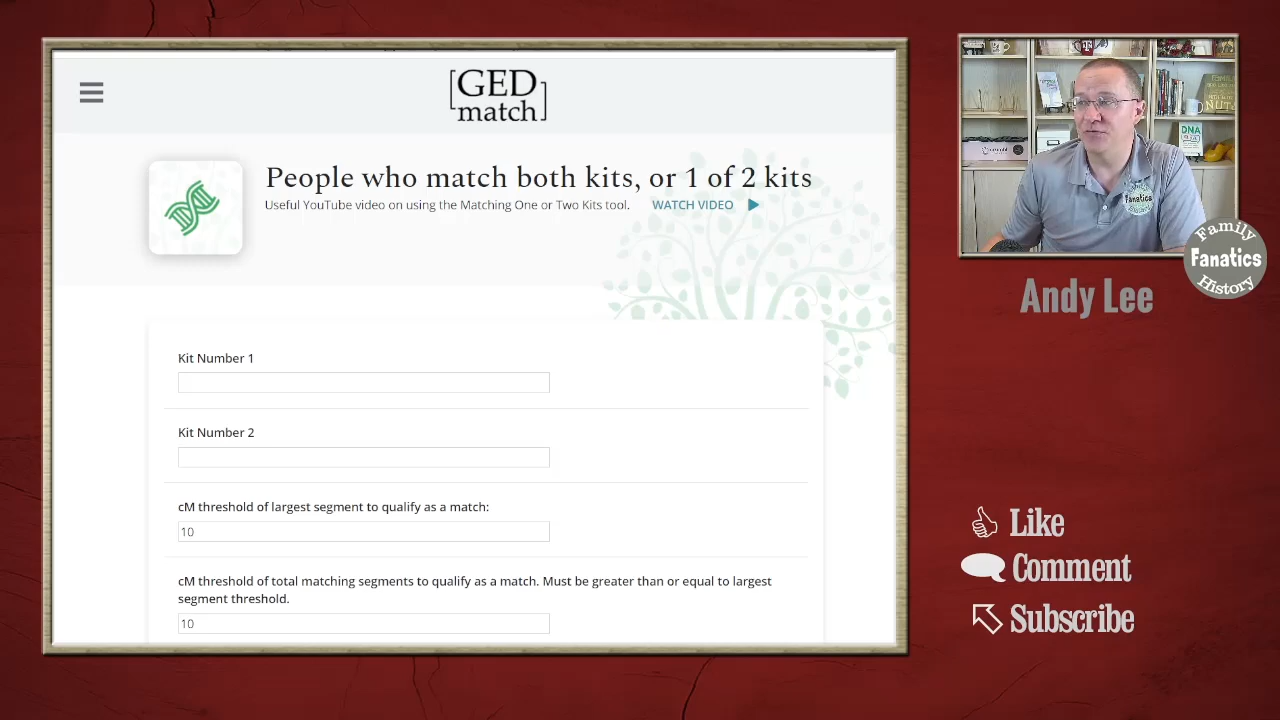 [GED
match]
People who match both kits, or 1 of 2 kits
Useful YouTube video on using the Matching One or Two Kits tool. WATCH VIDEO
Kit Number 1
Kit Number 2
cM threshold of largest segment to qualify as a match:
10
cM threshold of total matching segments to qualify as a match. Must be greater than or equal to largest
segment threshold.
10
DNA
Fanatics
Family
Fanatics
History
Andy Lee
Like
Comment
Subscribe